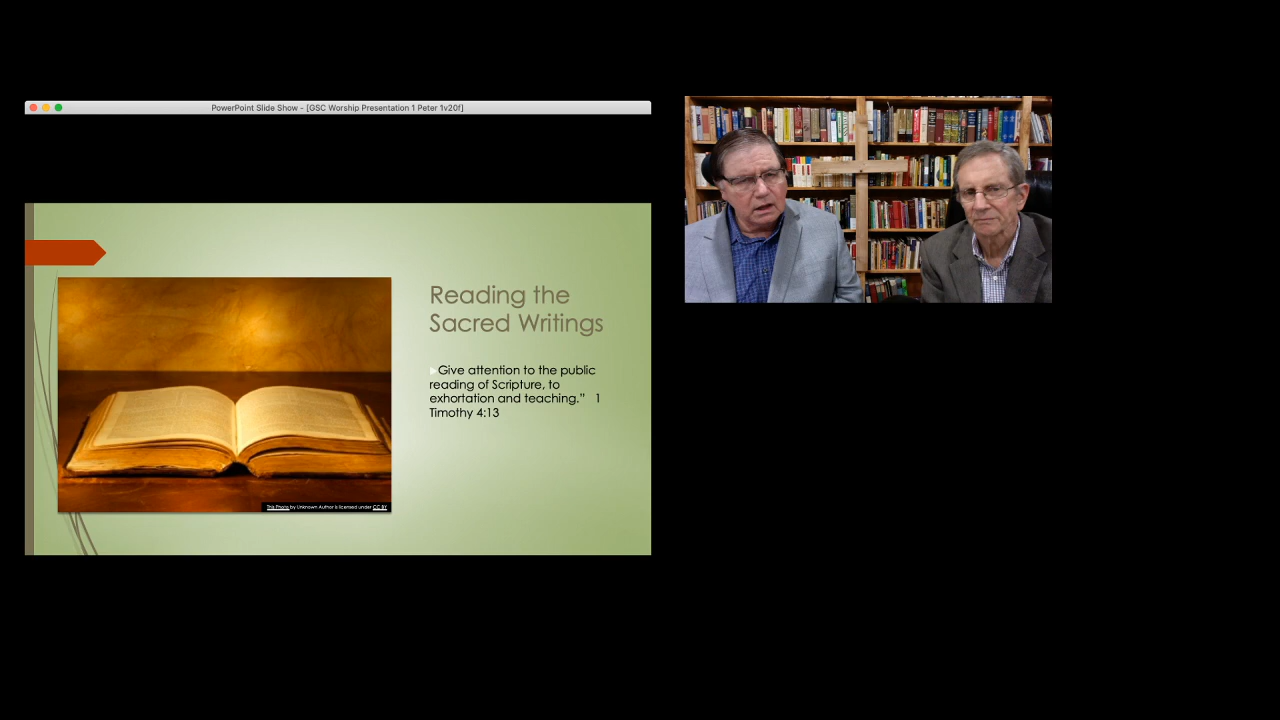 PowerPoint Slide Show - [GSC Worship Presentation 1 Peter 1v20f]
Reading the
Sacred Writings
Give attention to the public
reading of Scripture, to
exhortation and teaching.” 1
Timothy 4:13
This Photo by Unknown Author is licensed under CC BY